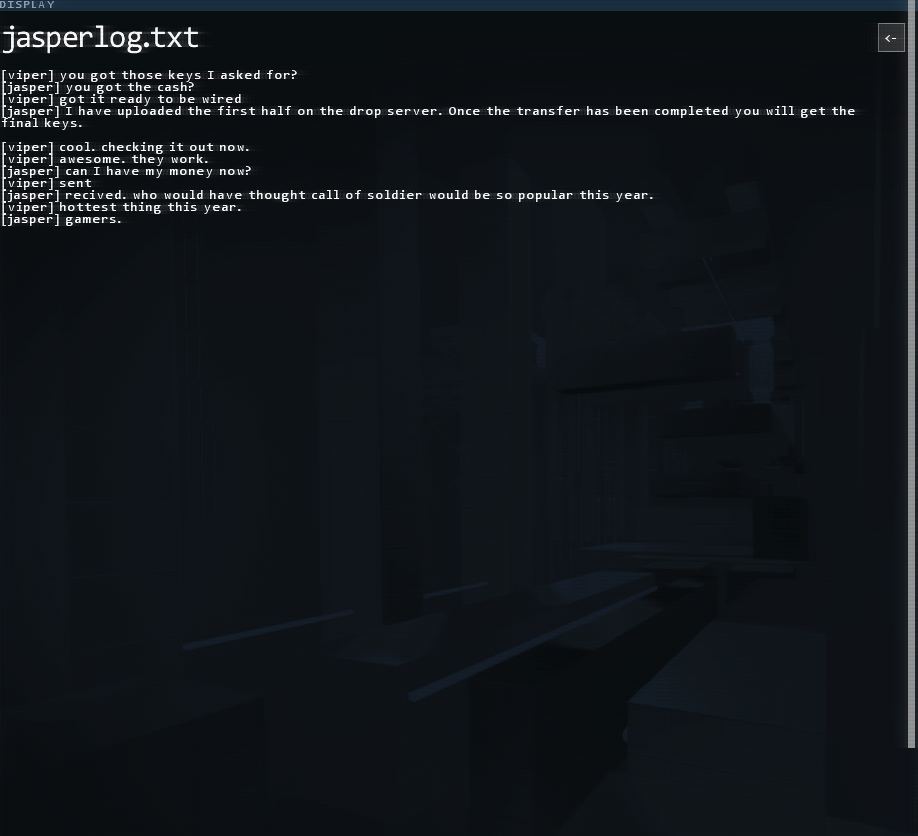 DISPLAY
jasperlog.txt
<-
[viper] you got those keys I asked for?
[jasper] you got the cash?
[viper] got it ready to be wired
[jasper] I have uploaded the first half on the drop server. Once the transfer has been completed you will get the
final keys.
[viper] cool. checking it out now.
[viper] awesome. they work.
[jasper] can I have my money now?
[viper] sent
[jasper] recived. who would have thought call of soldier would be so popular this year.
[viper] hottest thing this year.
[jasper] gamers.